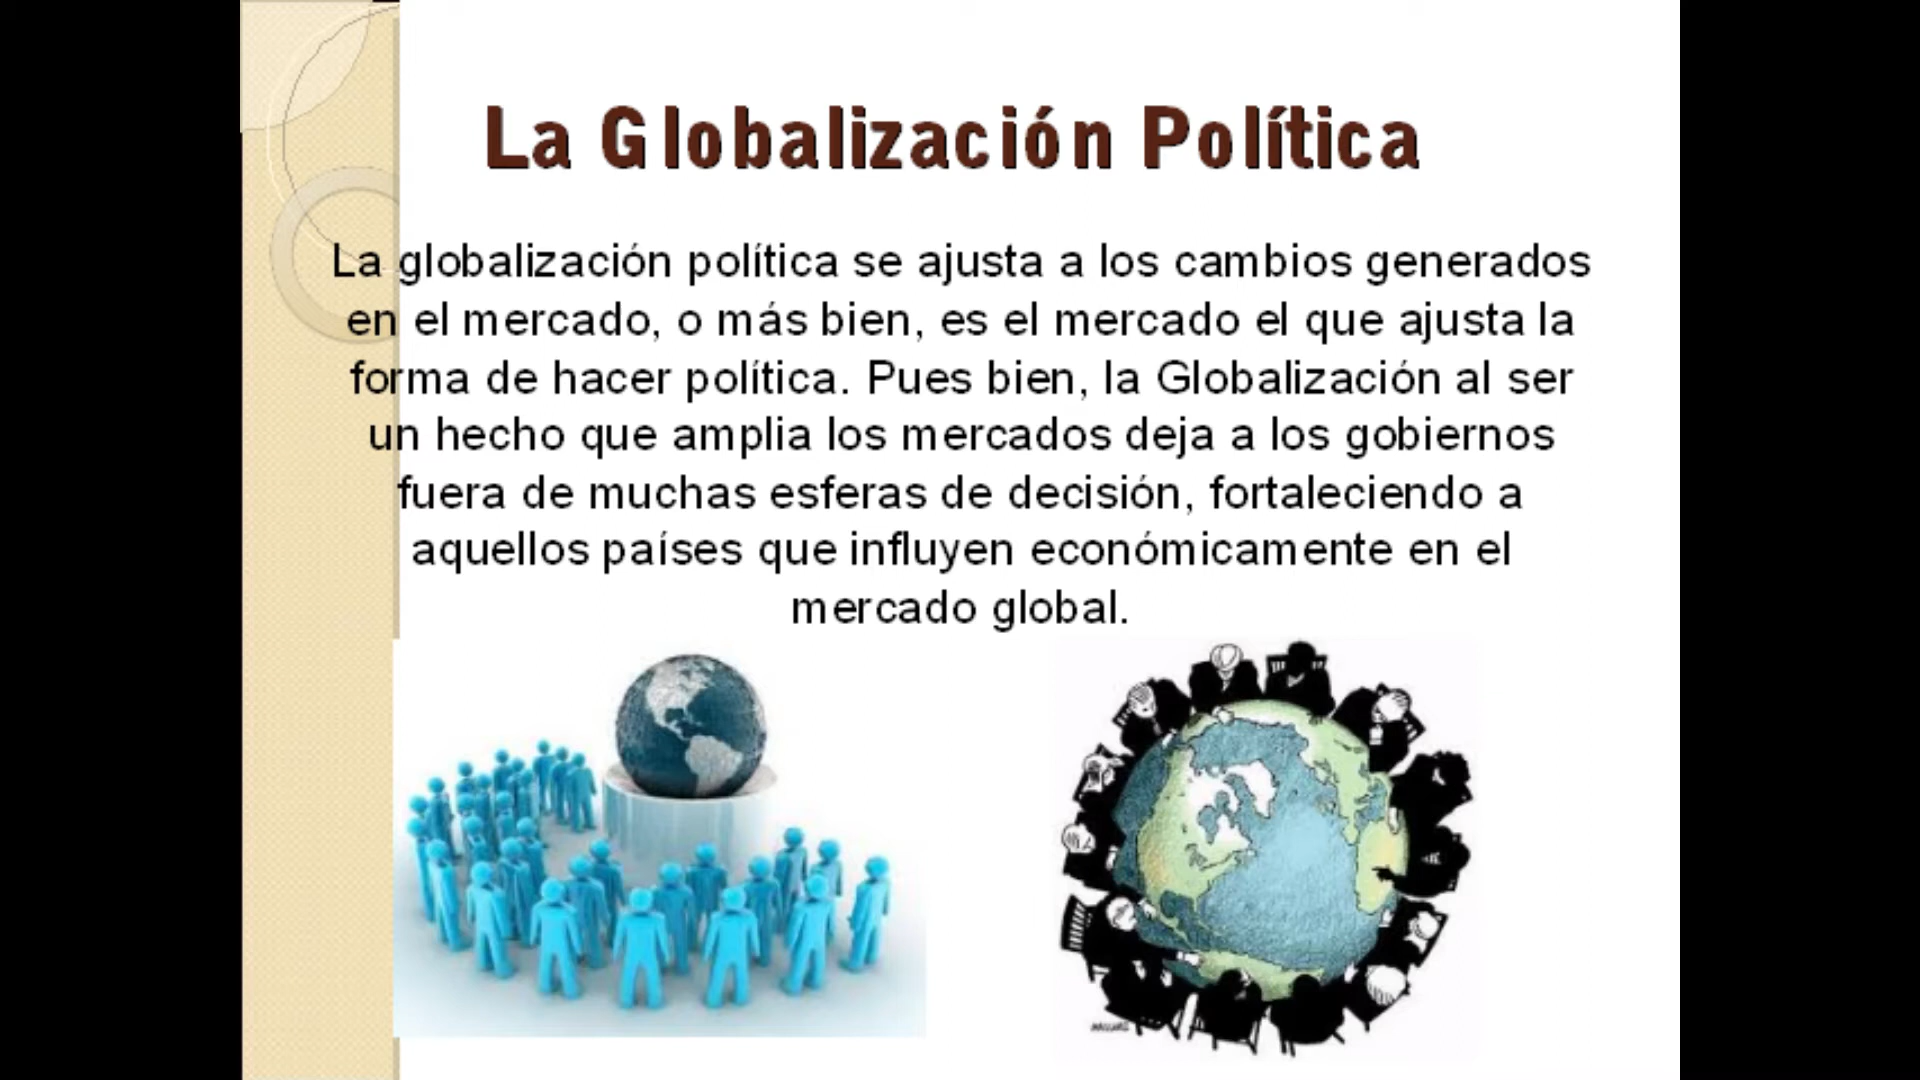 La Globalización Política
La globalización política se ajusta a los cambios generados
en el mercado, o más bien, es el mercado el que ajusta la
forma de hacer política. Pues bien, la Globalización al ser
un hecho que amplia los mercados deja a los gobiernos
fuera de muchas esferas de decisión, fortaleciendo a
aquellos países que influyen económicamente en el
mercado global.